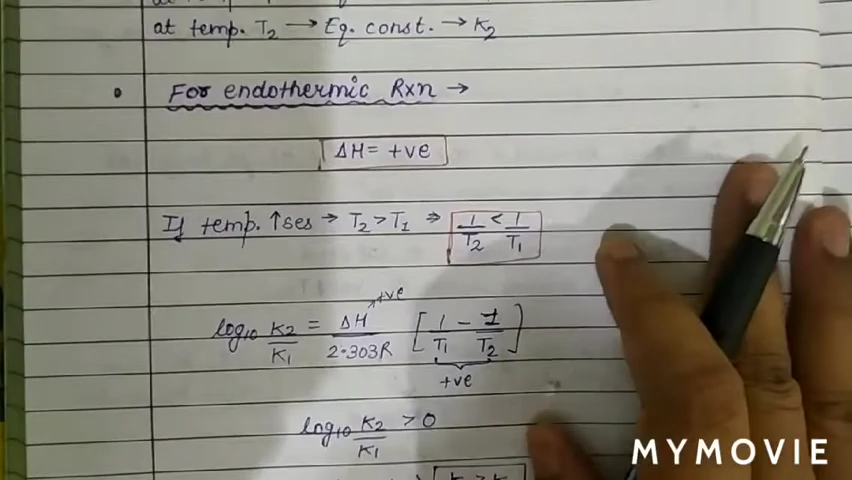 at temp. T₂ → Eq. const. → K₂
• For endothermic Rxn →
ΔH = +ve
If temp. ↑ses → T₂ > T₁ ⇒ 1/T₂ < 1/T₁
+ve
log₁₀ K₂/K₁ = ΔH/2.303R [1/T₁ - 1/T₂]
+ve
log₁₀ K₂/K₁ > 0
MYMOVIE